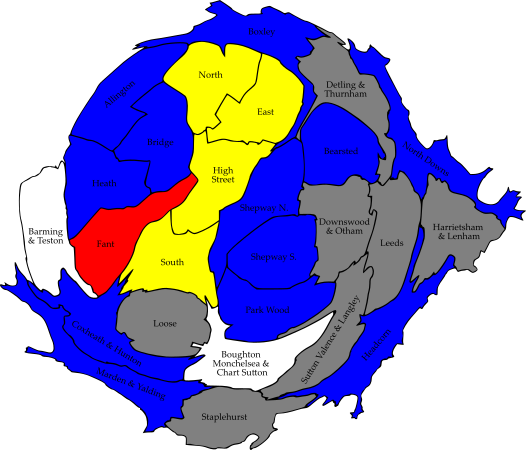 Boxley
North
Allington
Detling &
Thurnham
East
Bridge
Bearsted
North Downs
High
Street
Heath
Shepway N.
Barming
& Teston
Fant
Downswood
& Otham
Harrietsham
& Lenham
Leeds
South
Shepway S.
Park Wood
Loose
Coxheath & Hunton
Sutton Valence & Langley
Headcorn
Boughton
Monchelsea &
Chart Sutton
Marden & Yalding
Staplehurst